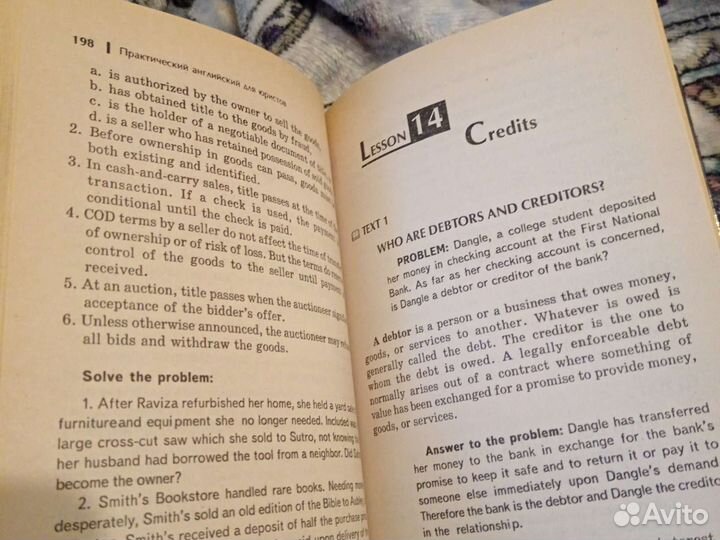 198 Практический английский для юристов
a. is authorized by the owner to sell the goods,
b. has obtained title to the goods by fraud,
c. is the holder of a negotiable document of
d. is a seller who has retained possession of sold
2. Before ownership in goods can pass, goods must
both existing and identified.
3. In cash-and-carry sales, title passes at the time of
transaction. If a check is used, the payment
conditional until the check is paid.
4. COD terms by a seller do not affect the time of
of ownership or of risk of loss. But the terms do
control of the goods to the seller until payment
received.
5. At an auction, title passes when the auctioneer
acceptance of the bidder's offer.
6. Unless otherwise announced, the auctioneer may
all bids and withdraw the goods.
Solve the problem:
1. After Raviza refurbished her home, she held a yard
furniture and equipment she no longer needed. Included was
large cross-cut saw which she sold to Sutro, not knowing
her husband had borrowed the tool from a neighbor. Did
become the owner?
2. Smith's Bookstore handled rare books. Needing
desperately, Smith's sold an old edition of the Bible to
Smith's received a deposit of half the purchase
upon delivery of
LESSON 14
Credits
TEXT 1
WHO ARE DEBTORS AND CREDITORS?
PROBLEM: Dangle, a college student deposited
her money in checking account at the First National
Bank. As far as her checking account is concerned,
is Dangle a debtor or creditor of the bank?
A debtor is a person or a business that owes money,
goods, or services to another. Whatever is owed is
generally called the debt. The creditor is the one to
whom the debt is owed. A legally enforceable debt
normally arises out of a contract where something of
value has been exchanged for a promise to provide money,
goods, or services.
Answer to the problem: Dangle has transferred
her money to the bank in exchange for the bank's
promise to keep it safe and to return it or pay it to
someone else immediately upon Dangle's demand
Therefore the bank is the debtor and Dangle the credito
in the relationship.
Avito